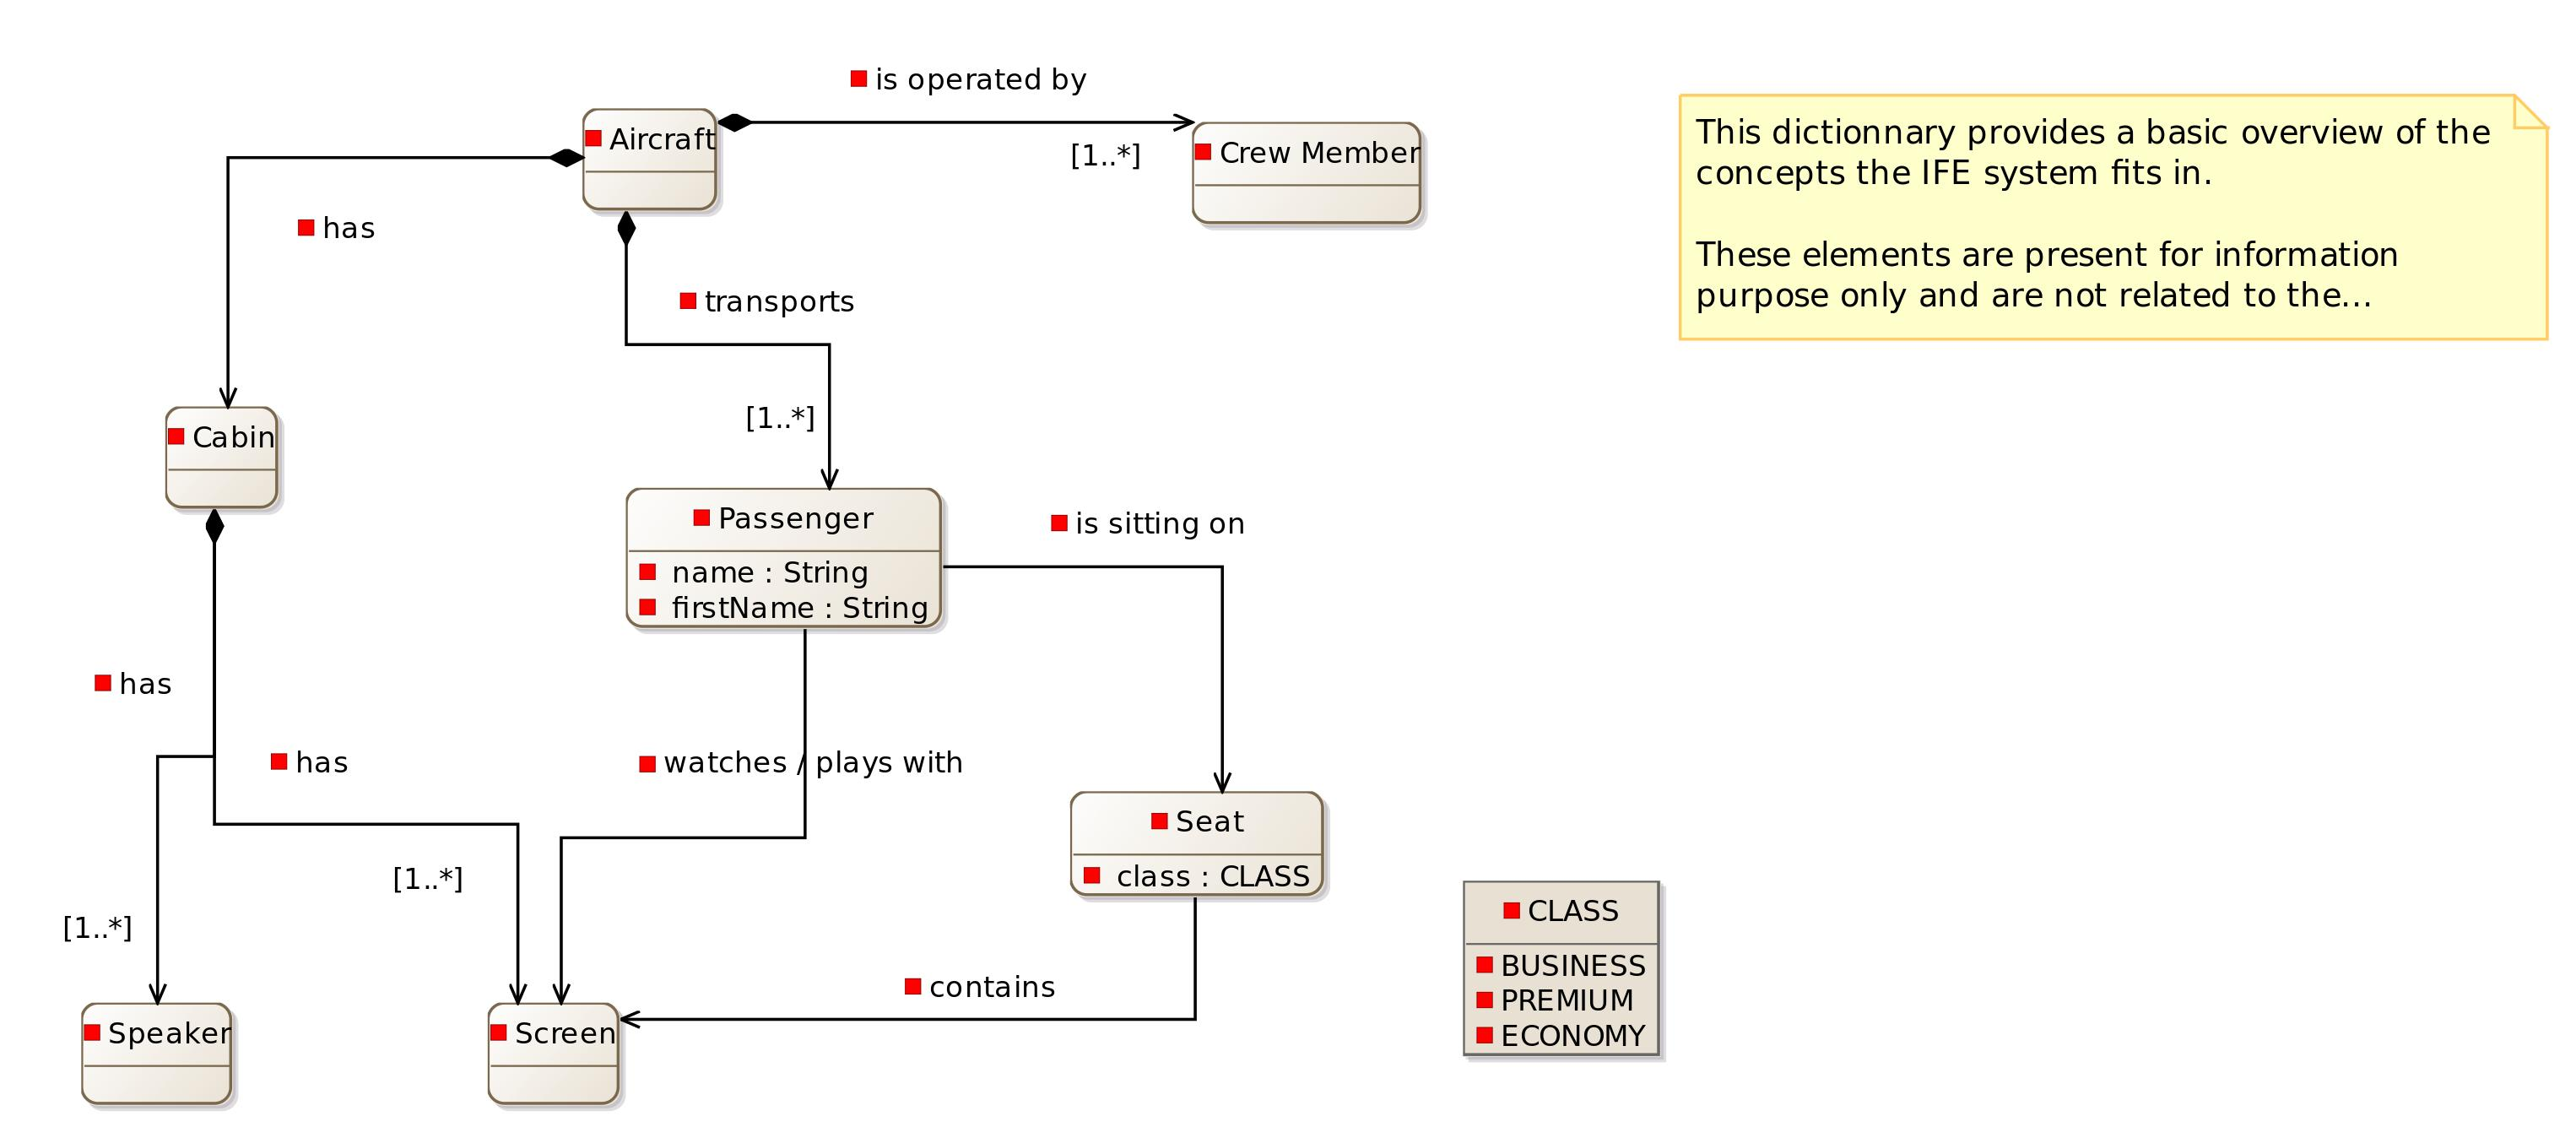 is operated by
Aircraft
[1..*]
Crew Member
This dictionnary provides a basic overview of the
concepts the IFE system fits in.
These elements are present for information
purpose only and are not related to the...
has
transports
[1..*]
Cabin
Passenger
name : String
firstName : String
is sitting on
has
has
watches / plays with
[1..*]
[1..*]
Seat
class : CLASS
contains
CLASS
BUSINESS
PREMIUM
ECONOMY
Speaker
Screen